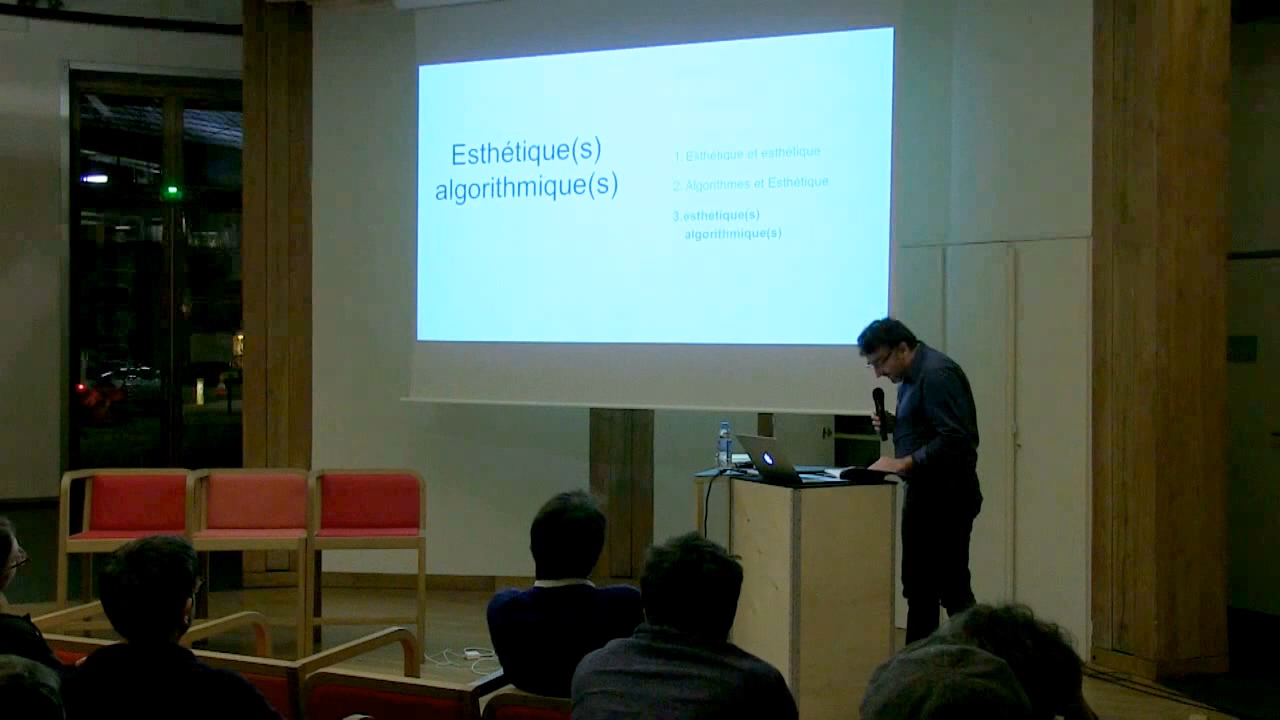 Esthétique(s)
algorithmique(s)
1. Esthétique et esthétique
2. Algorithmes et Esthétique
3.esthétique(s)
algorithmique(s)